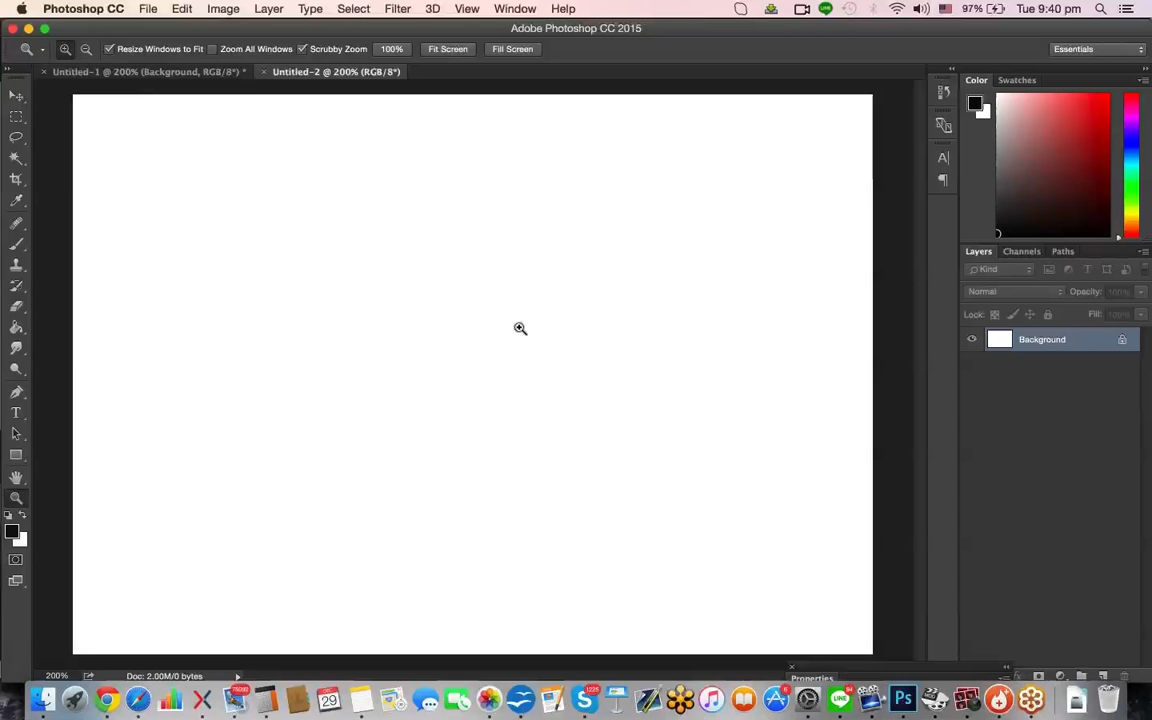 Photoshop CC File Edit Image Layer Type Select Filter 3D View Window Help 97% Tue 9:40 pm
Adobe Photoshop CC 2015
Resize Windows to Fit Zoom All Windows Scrubby Zoom 100% Fit Screen Fill Screen Essentials
Untitled-1 @ 200% (Background, RGB/8*) * Untitled-2 @ 200% (RGB/8*)
Color Swatches
Layers Channels Paths
Kind
Normal Opacity: 100%
Lock: Fill: 100%
Background
200% Doc: 2.00M/0 bytes
Properties
29
Ps